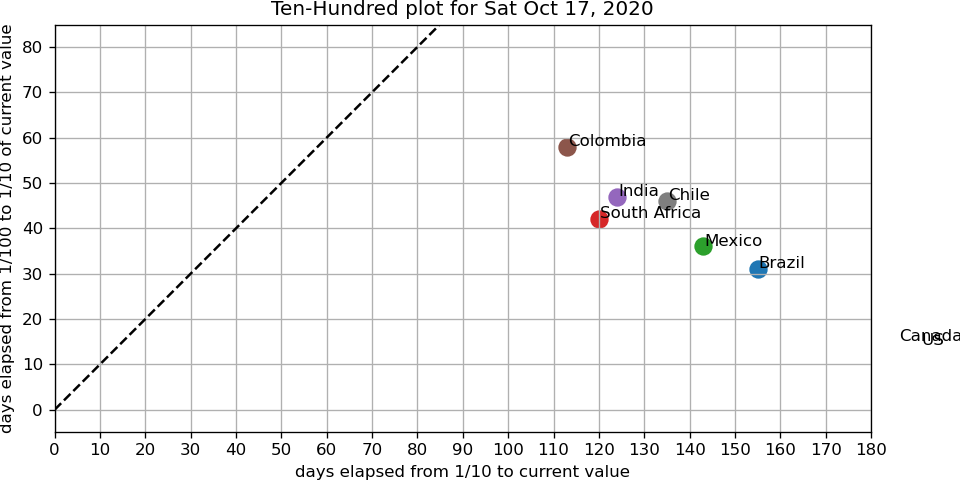 Ten-Hundred plot for Sat Oct 17, 2020
days elapsed from 1/100 to 1/10 of current value
80
70
60
50
40
30
20
10
0
Colombia
India
Chile
South Africa
Mexico
Brazil
Canada
US
0 10 20 30 40 50 60 70 80 90 100 110 120 130 140 150 160 170 180
days elapsed from 1/10 to current value